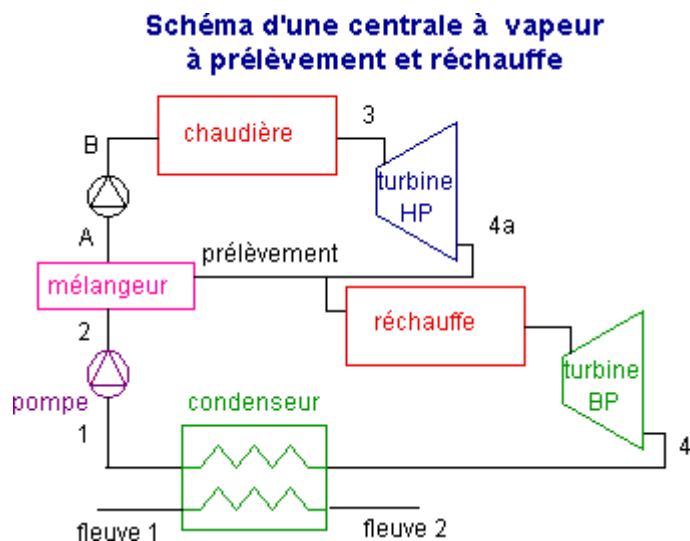 Schéma d'une centrale à vapeur
à prélèvement et réchauffe
3
B
chaudière
turbine
HP
4a
A
prélèvement
mélangeur
réchauffe
2
turbine
BP
pompe
condenseur
1
4
fleuve 1
fleuve 2